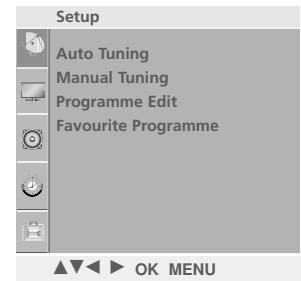 Setup
Auto Tuning
Manual Tuning
Programme Edit
Favourite Programme
▲▼◄ ► OK MENU